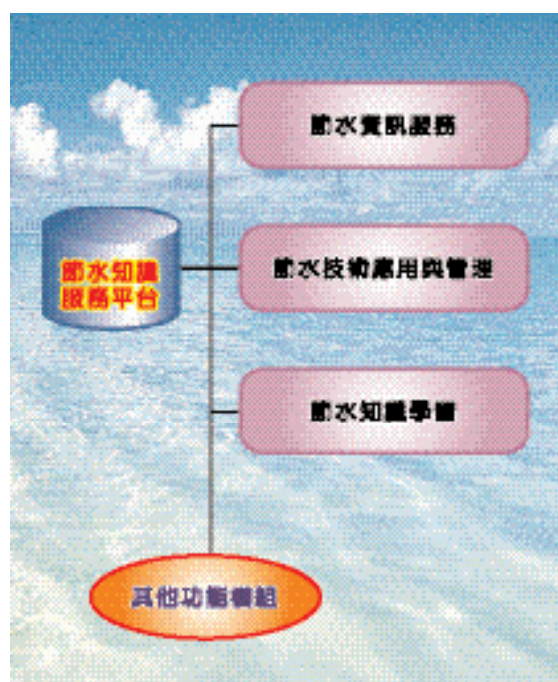 節水資訊服務
節水知識
服務平台
節水技術應用與管理
節水知識學習
其他功能模組